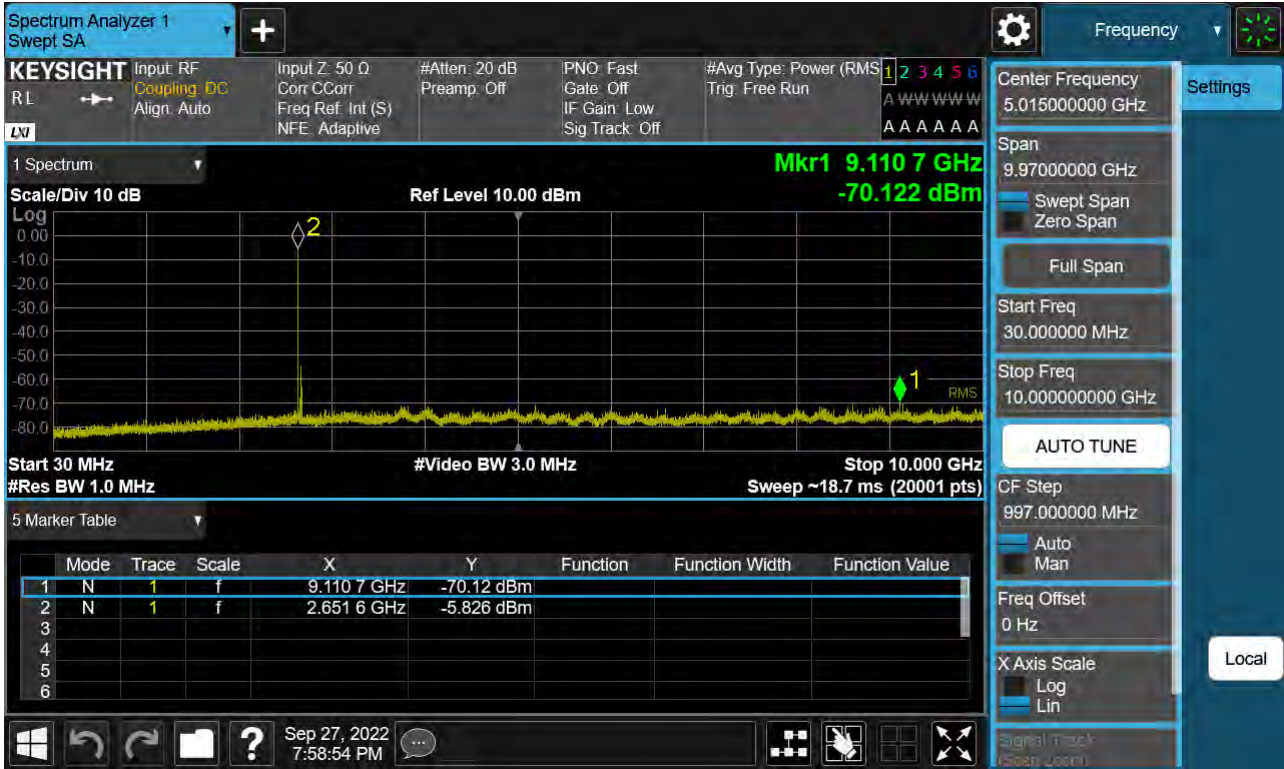 Spectrum Analyzer 1
Swept SA
+
Frequency
KEYSIGHT
RL
LXI
Input: RF
Coupling: DC
Align: Auto
Input Z: 50 Ω
Corr CCorr
Freq Ref: Int (S)
NFE: Adaptive
#Atten: 20 dB
Preamp: Off
PNO: Fast
Gate: Off
IF Gain: Low
Sig Track: Off
#Avg Type: Power (RMS
Trig: Free Run
1 2 3 4 5 6
A W W W W W
A A A A A A
1 Spectrum
Mkr1 9.110 7 GHz
Scale/Div 10 dB
Ref Level 10.00 dBm
-70.122 dBm
Log
0.00
-10.0
-20.0
-30.0
-40.0
-50.0
-60.0
-70.0
-80.0
2
1
RMS
Start 30 MHz
#Video BW 3.0 MHz
Stop 10.000 GHz
#Res BW 1.0 MHz
Sweep ~18.7 ms (20001 pts)
5 Marker Table
Mode Trace Scale X Y Function Function Width Function Value
1 N 1 f 9.110 7 GHz -70.12 dBm
2 N 1 f 2.651 6 GHz -5.826 dBm
3
4
5
6
Center Frequency
5.015000000 GHz
Span
9.97000000 GHz
Swept Span
Zero Span
Full Span
Start Freq
30.000000 MHz
Stop Freq
10.000000000 GHz
AUTO TUNE
CF Step
997.000000 MHz
Auto
Man
Freq Offset
0 Hz
X Axis Scale
Log
Lin
Signal Track
(Span Zoom)
Settings
Local
?
Sep 27, 2022
7:58:54 PM